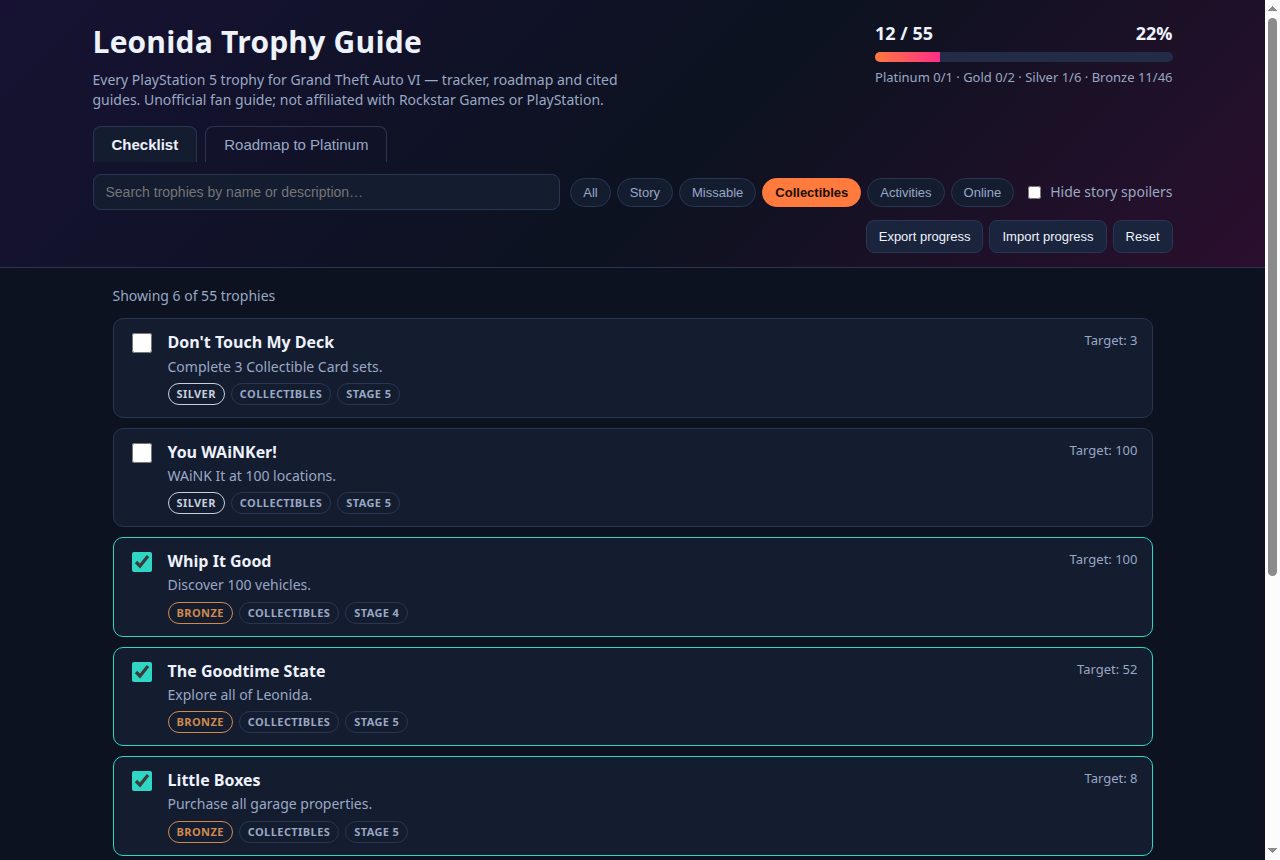 Leonida Trophy Guide
12 / 55
22%
Every PlayStation 5 trophy for Grand Theft Auto VI — tracker, roadmap and cited
guides. Unofficial fan guide; not affiliated with Rockstar Games or PlayStation.
Platinum 0/1 · Gold 0/2 · Silver 1/6 · Bronze 11/46
Checklist
Roadmap to Platinum
Search trophies by name or description…
All
Story
Missable
Collectibles
Activities
Online
Hide story spoilers
Export progress
Import progress
Reset
Showing 6 of 55 trophies
Don't Touch My Deck
Target: 3
Complete 3 Collectible Card sets.
SILVER
COLLECTIBLES
STAGE 5
You WAiNKer!
Target: 100
WAiNK It at 100 locations.
SILVER
COLLECTIBLES
STAGE 5
Whip It Good
Target: 100
Discover 100 vehicles.
BRONZE
COLLECTIBLES
STAGE 4
The Goodtime State
Target: 52
Explore all of Leonida.
BRONZE
COLLECTIBLES
STAGE 5
Little Boxes
Target: 8
Purchase all garage properties.
BRONZE
COLLECTIBLES
STAGE 5